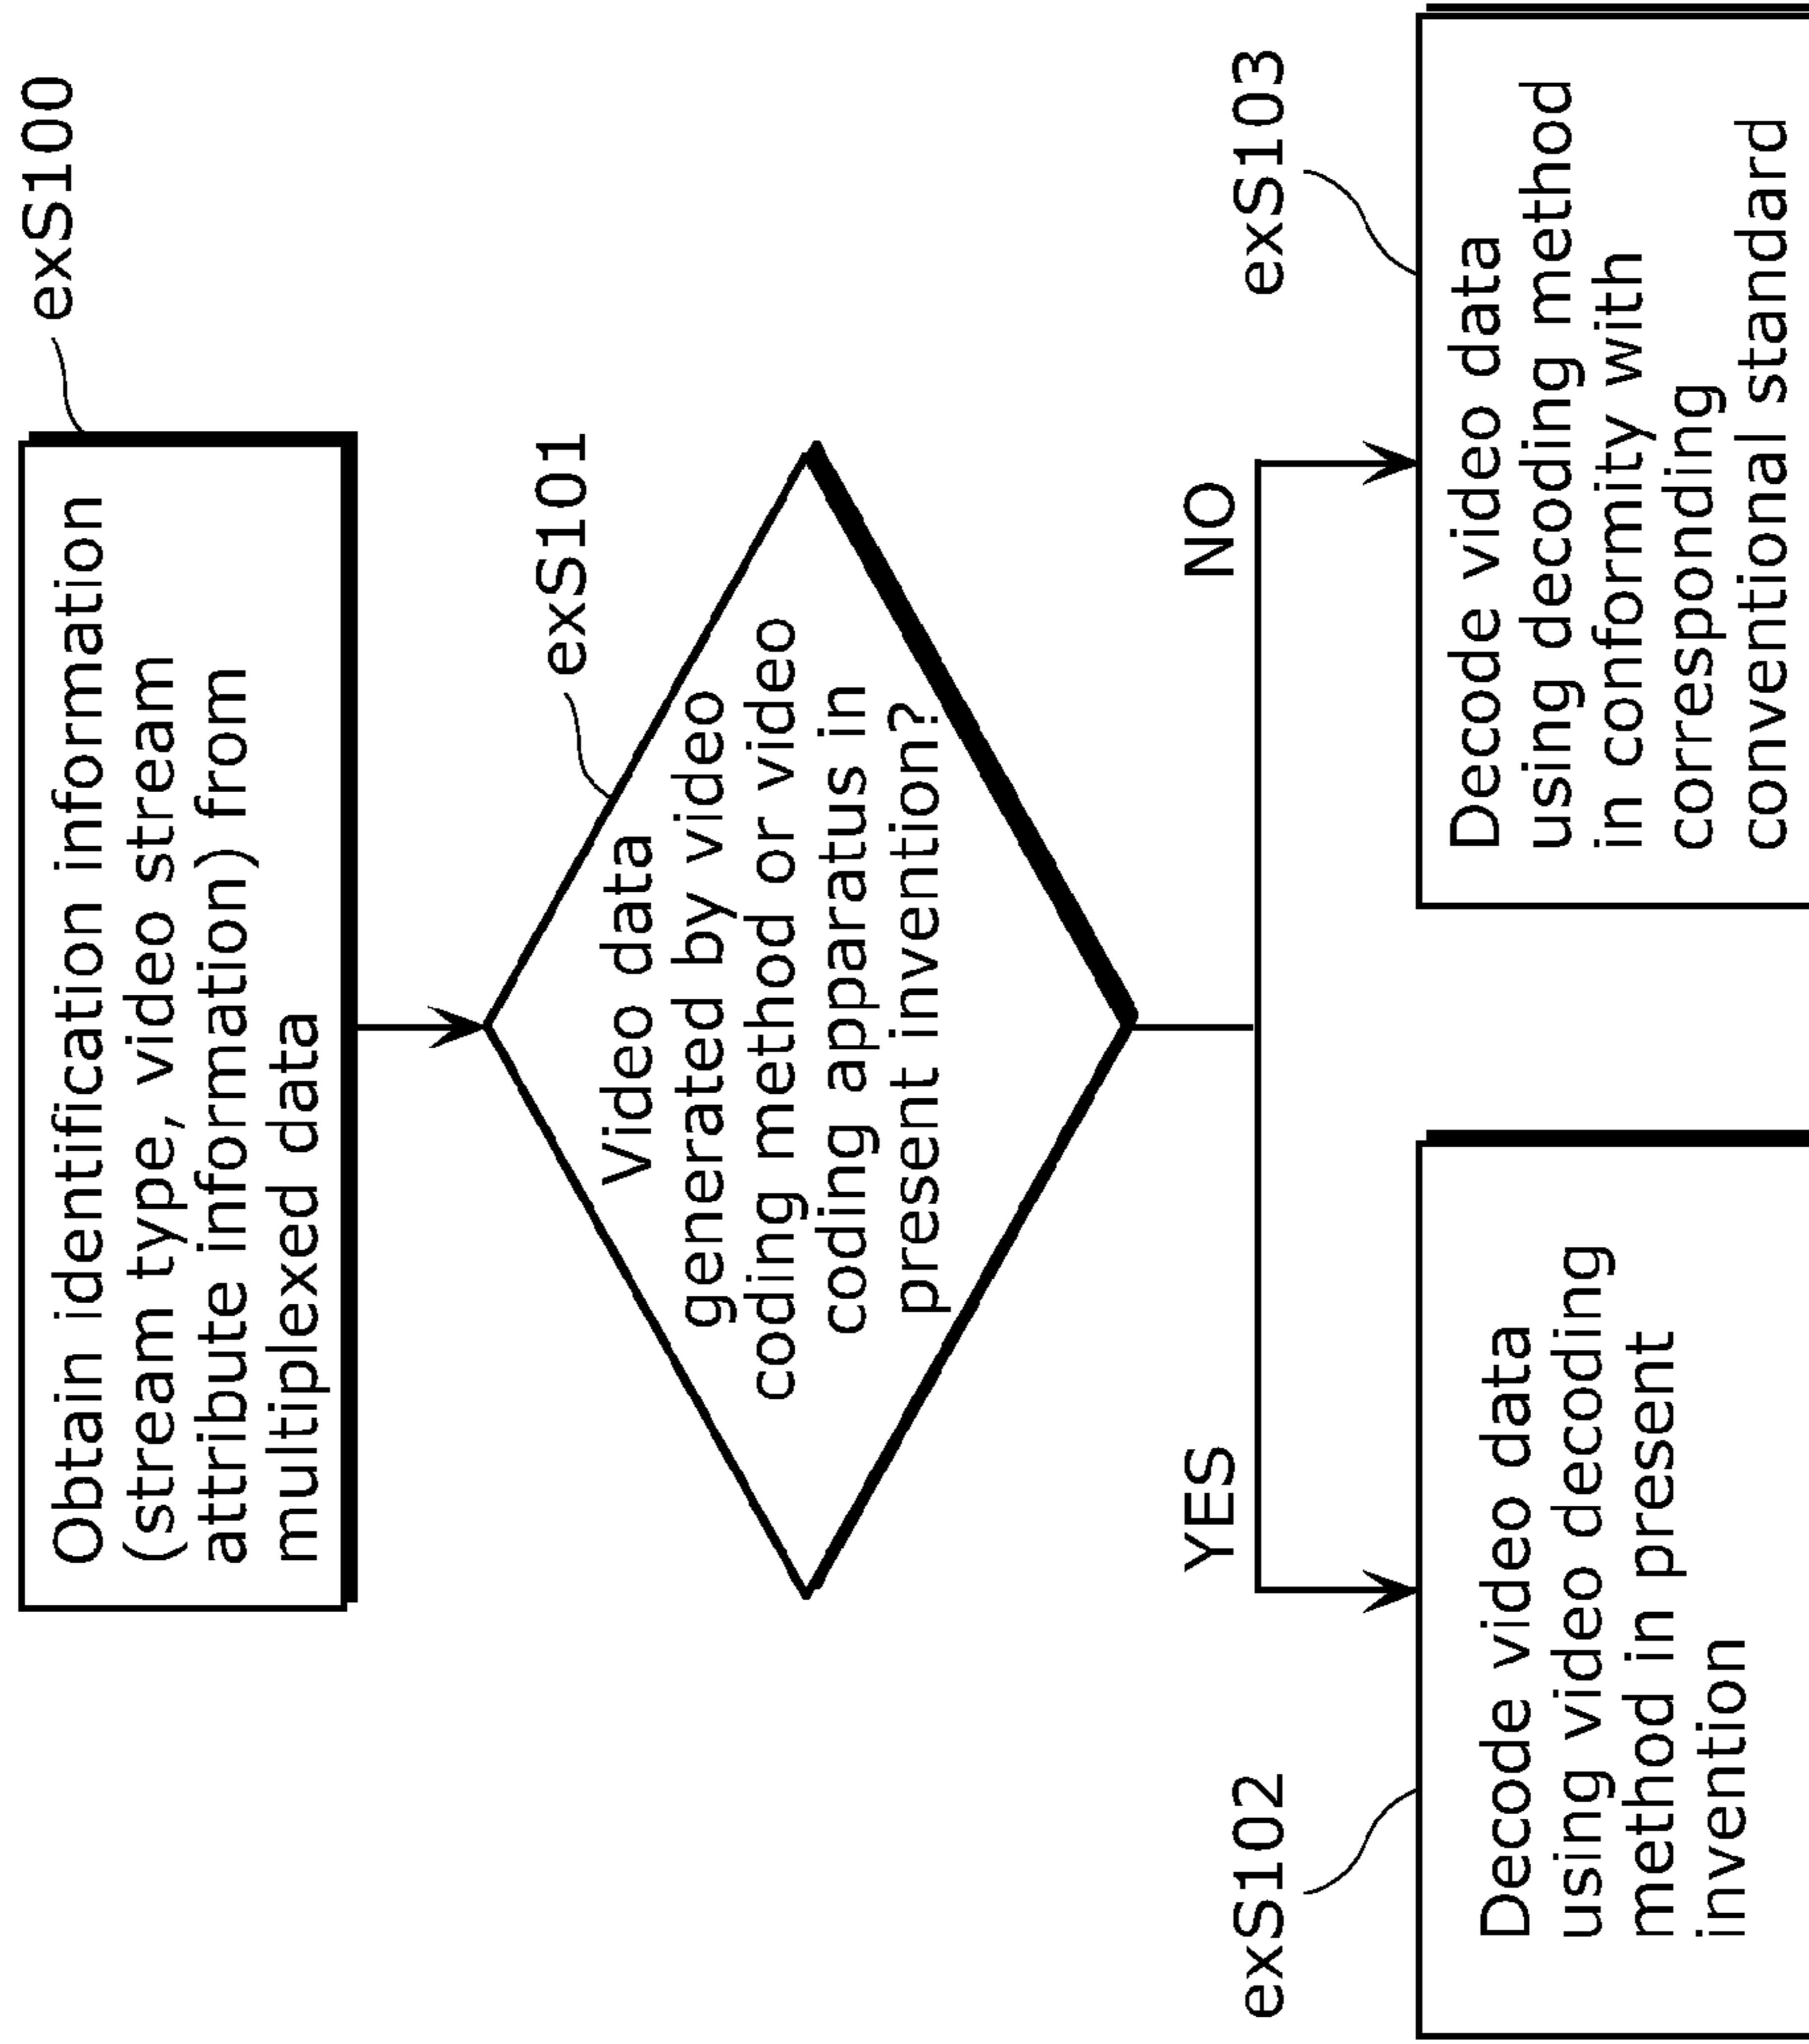 exS100
Obtain identification information
(stream type, video stream
attribute information) from
multiplexed data
exS101
Video data
generated by video
coding method or video
coding apparatus in
present invention?
YES
NO
exS102
Decode video data
using video decoding
method in present
invention
exS103
Decode video data
using decoding method
in conformity with
corresponding
conventional standard